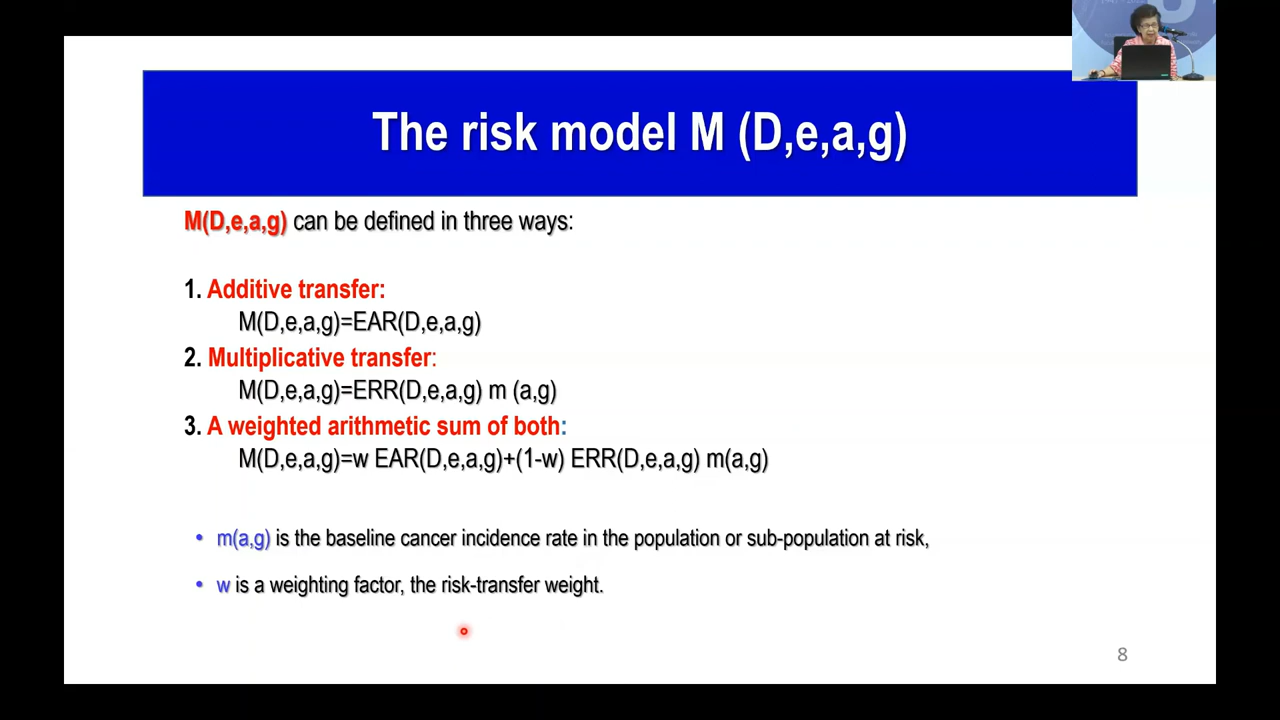 The risk model M (D,e,a,g)
M(D,e,a,g) can be defined in three ways:
1. Additive transfer:
M(D,e,a,g)=EAR(D,e,a,g)
2. Multiplicative transfer:
M(D,e,a,g)=ERR(D,e,a,g) m (a,g)
3. A weighted arithmetic sum of both:
M(D,e,a,g)=w EAR(D,e,a,g)+(1-w) ERR(D,e,a,g) m(a,g)
• m(a,g) is the baseline cancer incidence rate in the population or sub-population at risk,
• w is a weighting factor, the risk-transfer weight.
8